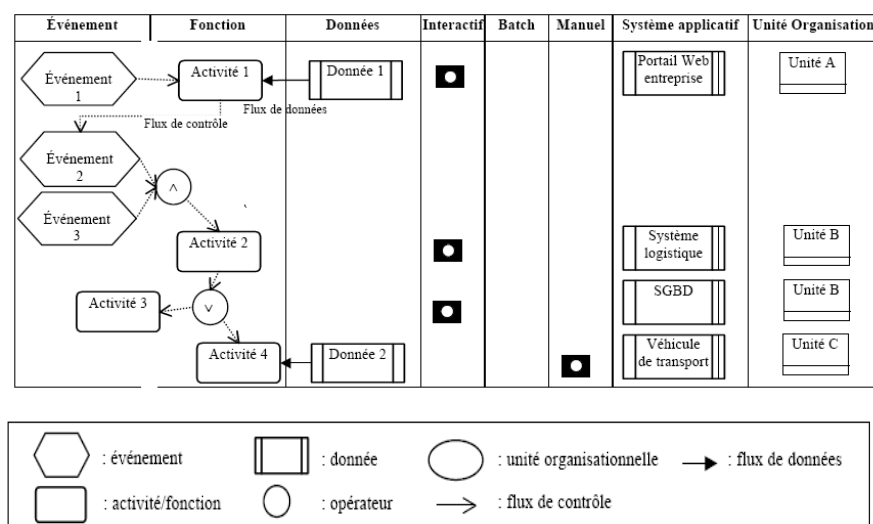 Événement Fonction Données Interactif Batch Manuel Système applicatif Unité Organisation
Événement
1
Activité 1
Donnée 1
Portail Web
entreprise
Unité A
Flux de données
Flux de contrôle
Événement
2
^
Événement
3
Activité 2
Système
logistique
Unité B
Activité 3
v
SGBD
Unité B
Activité 4
Donnée 2
Véhicule
de transport
Unité C
: événement : donnée : unité organisationnelle : flux de données
: activité/fonction : opérateur : flux de contrôle